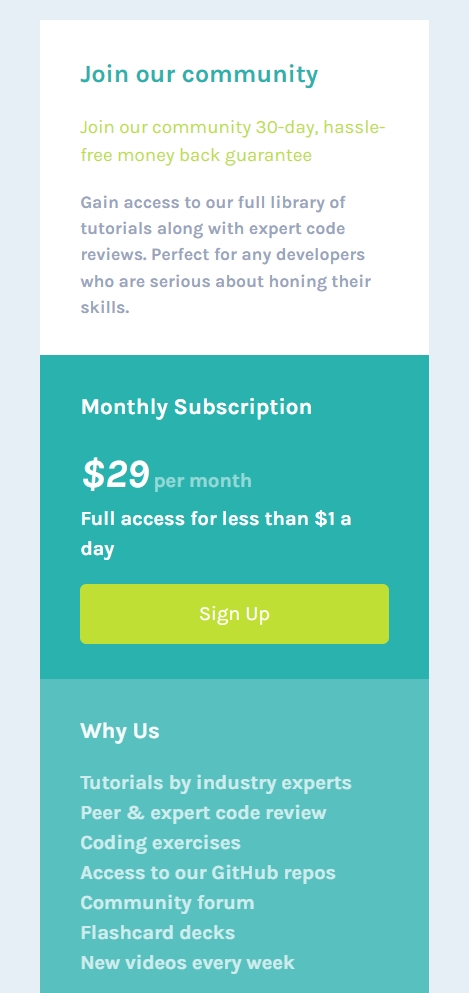 Join our community
Join our community 30-day, hassle-
free money back guarantee
Gain access to our full library of
tutorials along with expert code
reviews. Perfect for any developers
who are serious about honing their
skills.
Monthly Subscription
$29 per month
Full access for less than $1 a
day
Sign Up
Why Us
Tutorials by industry experts
Peer & expert code review
Coding exercises
Access to our GitHub repos
Community forum
Flashcard decks
New videos every week